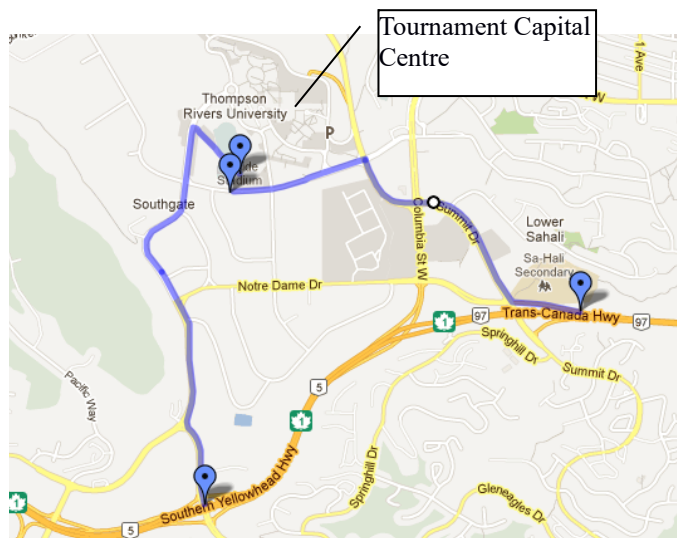 Tournament Capital
Centre
1 Ave
W
Thompson
Rivers University
P
Stadium
Southgate
Columbia St W
Summit Dr
Lower
Sahali
Sa-Hali
Secondary
Notre Dame Dr
97
Trans-Canada Hwy
97
1
Springhill Dr
Summit Dr
5
1
Pacific Way
Springhill Dr
Gleneagles Dr
Southern Yellowhead Hwy
1
5
5